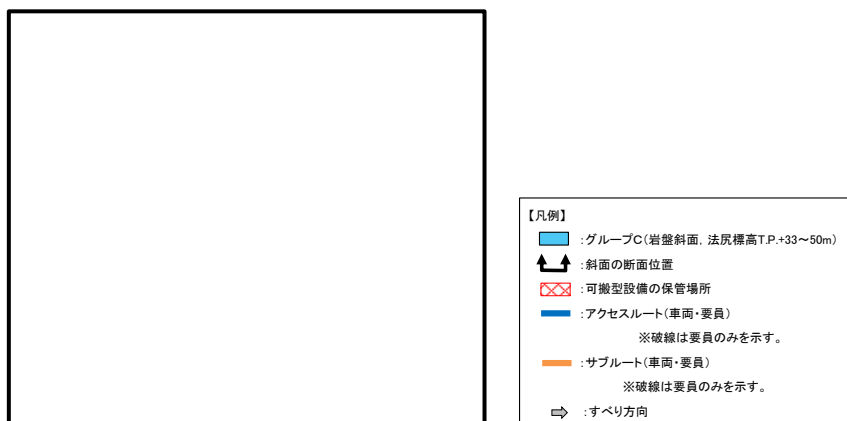 【凡例】
:グループC(岩盤斜面, 法尻標高T.P.+33~50m)
:斜面の断面位置
:可搬型設備の保管場所
:アクセスルート(車両・要員)
※破線は要員のみを示す。
:サブルート(車両・要員)
※破線は要員のみを示す。
:すべり方向